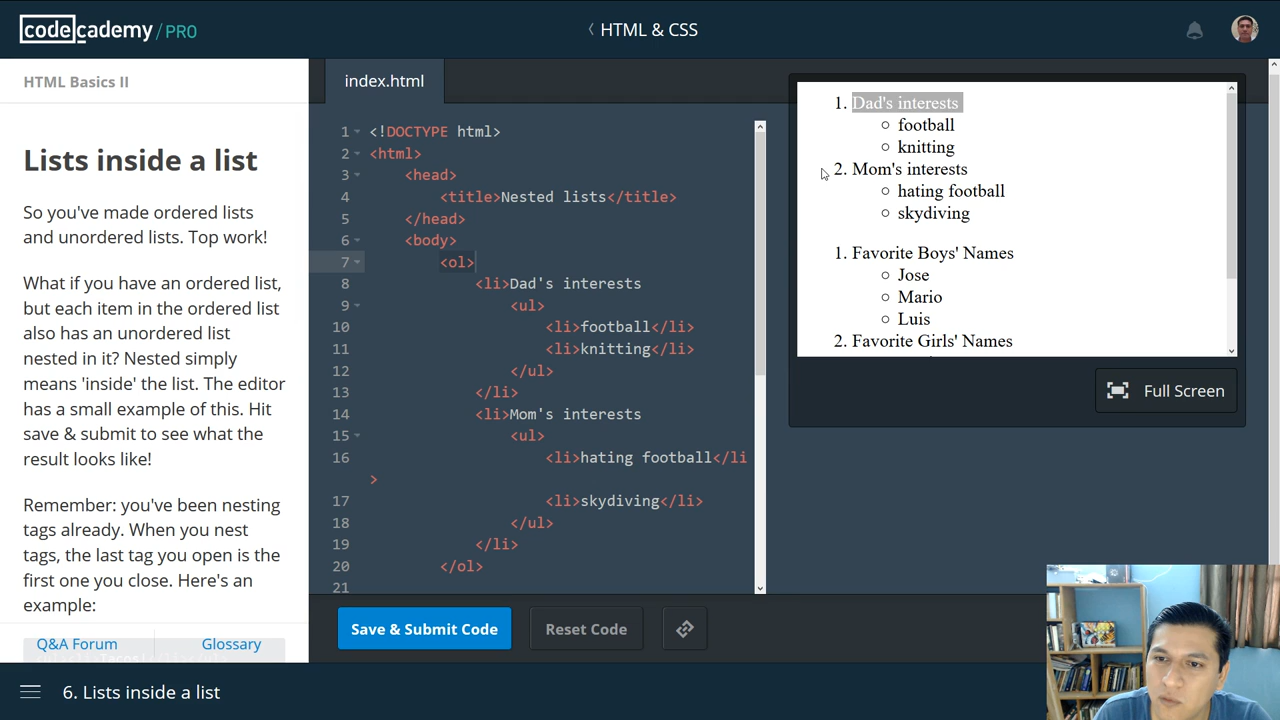 codecademy / PRO
HTML & CSS
HTML Basics II
Lists inside a list
So you've made ordered lists
and unordered lists. Top work!
What if you have an ordered list,
but each item in the ordered list
also has an unordered list
nested in it? Nested simply
means 'inside' the list. The editor
has a small example of this. Hit
save & submit to see what the
result looks like!
Remember: you've been nesting
tags already. When you nest
tags, the last tag you open is the
first one you close. Here's an
example:
Q&A Forum
Glossary
index.html
1 <!DOCTYPE html>
2 <html>
3 <head>
4 <title>Nested lists</title>
5 </head>
6 <body>
7 <ol>
8 <li>Dad's interests
9 <ul>
10 <li>football</li>
11 <li>knitting</li>
12 </ul>
13 </li>
14 <li>Mom's interests
15 <ul>
16 <li>hating football</li
>
17 <li>skydiving</li>
18 </ul>
19 </li>
20 </ol>
21
Save & Submit Code
Reset Code
1. Dad's interests
football
knitting
2. Mom's interests
hating football
skydiving
1. Favorite Boys' Names
Jose
Mario
Luis
2. Favorite Girls' Names
Full Screen
6. Lists inside a list